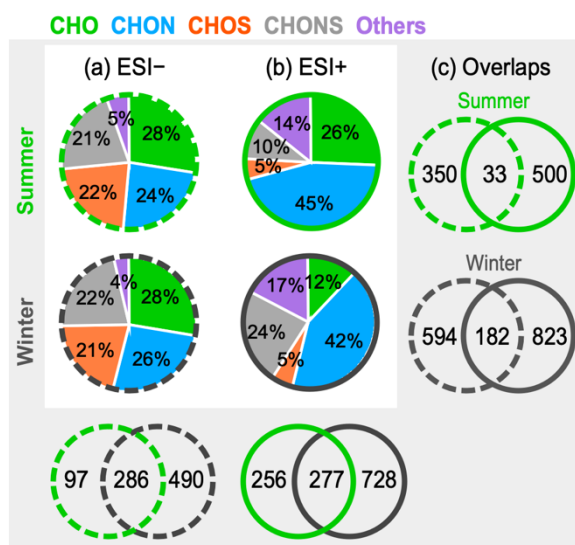 CHO CHON CHOS CHONS Others
(a) ESI− (b) ESI+ (c) Overlaps
Summer
Summer
5% 28% 24% 22% 21%
14% 26% 45% 5% 10%
350 33 500
Winter
Winter
4% 28% 26% 21% 22%
17% 12% 42% 5% 24%
594 182 823
97 286 490
256 277 728